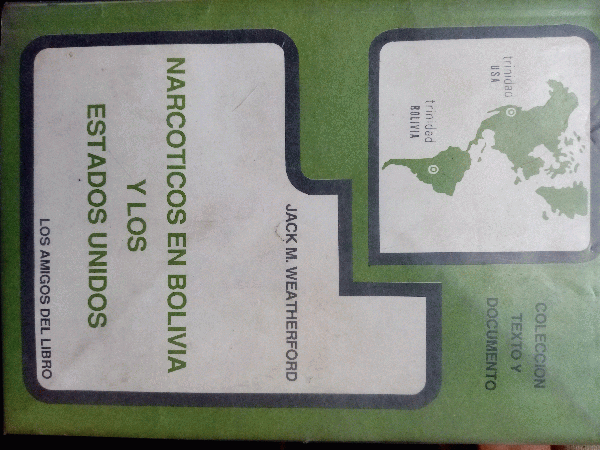 COLECCION
TEXTO Y
DOCUMENTO
trinidad
USA
trinidad
BOLIVIA
JACK M. WEATHERFORD
NARCOTICOS EN BOLIVIA
Y LOS
ESTADOS UNIDOS
LOS AMIGOS DEL LIBRO